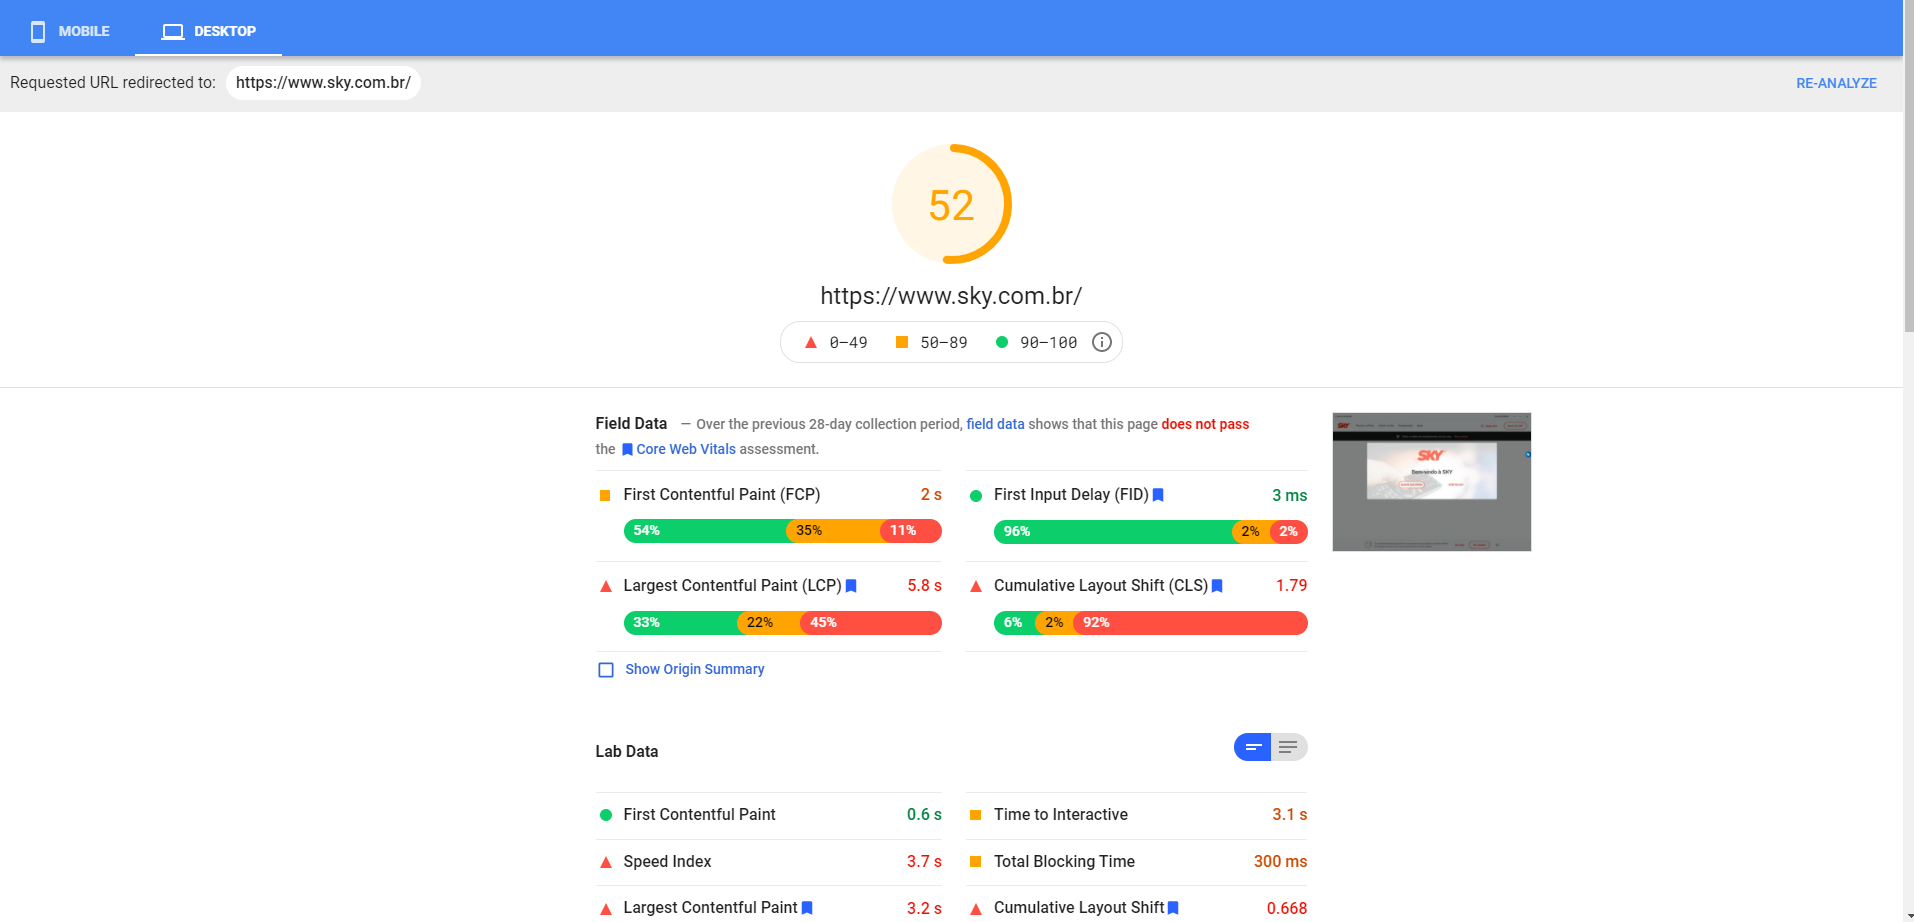 MOBILE
DESKTOP
Requested URL redirected to: https://www.sky.com.br/
RE-ANALYZE
52
https://www.sky.com.br/
0–49 50–89 90–100
Field Data — Over the previous 28-day collection period, field data shows that this page does not pass
the Core Web Vitals assessment.
First Contentful Paint (FCP) 2 s
54% 35% 11%
First Input Delay (FID) 3 ms
96% 2% 2%
Largest Contentful Paint (LCP) 5.8 s
33% 22% 45%
Cumulative Layout Shift (CLS) 1.79
6% 2% 92%
Show Origin Summary
SKY
SKY
Bem-vindo à SKY
Lab Data
First Contentful Paint 0.6 s
Time to Interactive 3.1 s
Speed Index 3.7 s
Total Blocking Time 300 ms
Largest Contentful Paint 3.2 s
Cumulative Layout Shift 0.668